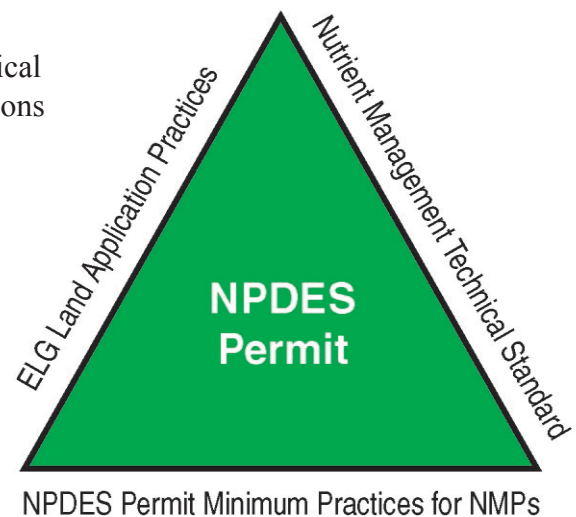 ical
ons
ELG Land Application Practices
Nutrient Management Technical Standard
NPDES
Permit
NPDES Permit Minimum Practices for NMPs